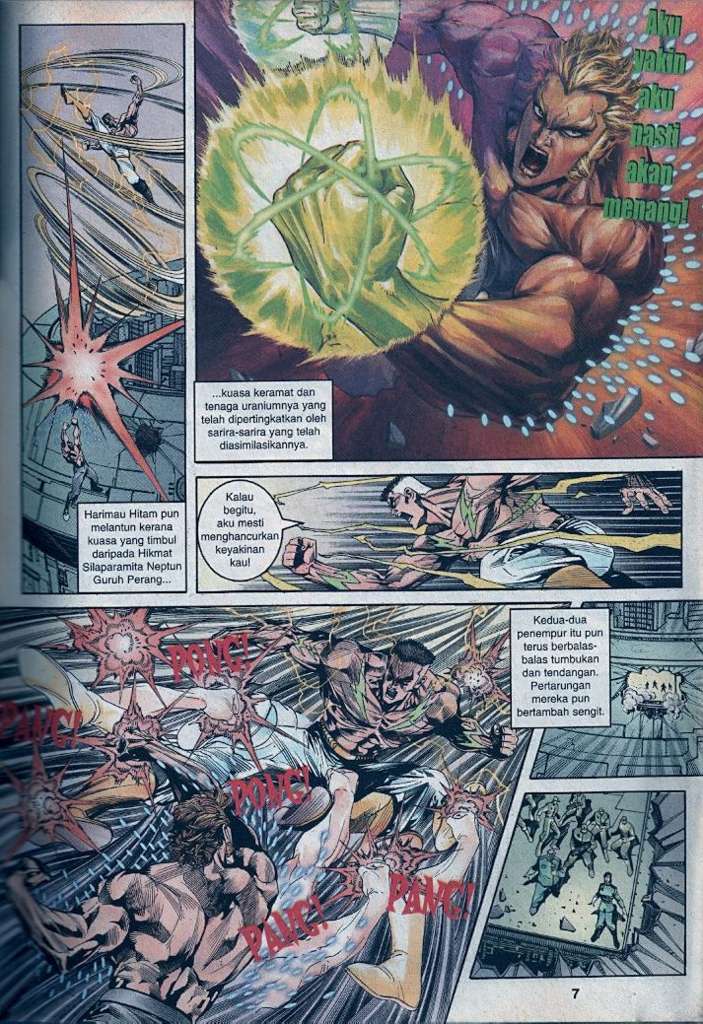 Harimau Hitam pun
melantun kerana
kuasa yang timbul
daripada Hikmat
Silaparamita Neptun
Guruh Perang...
Aku
yakin
aku
pasti
akan
menang!
...kuasa keramat dan
tenaga uraniumnya yang
telah dipertingkatkan oleh
sarira-sarira yang telah
diasimilasikannya.
Kalau
begitu,
aku mesti
menghancurkan
keyakinan
kau!
PONG!
PANG!
PONG!
PANG!
PANG!
Kedua-dua
penempur itu pun
terus berbalas-
balas tumbukan
dan tendangan.
Pertarungan
mereka pun
bertambah sengit.
7